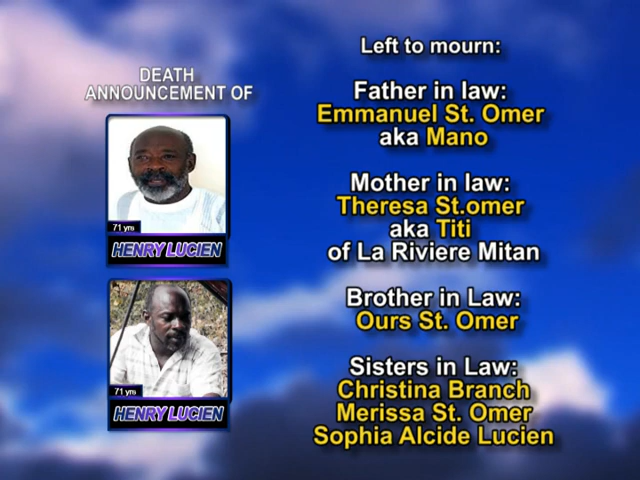 DEATH
ANNOUNCEMENT OF
71 yrs
HENRY LUCIEN
71 yrs
HENRY LUCIEN
Left to mourn:
Father in law:
Emmanuel St. Omer
aka Mano
Mother in law:
Theresa St.omer
aka Titi
of La Riviere Mitan
Brother in Law:
Ours St. Omer
Sisters in Law:
Christina Branch
Merissa St. Omer
Sophia Alcide Lucien